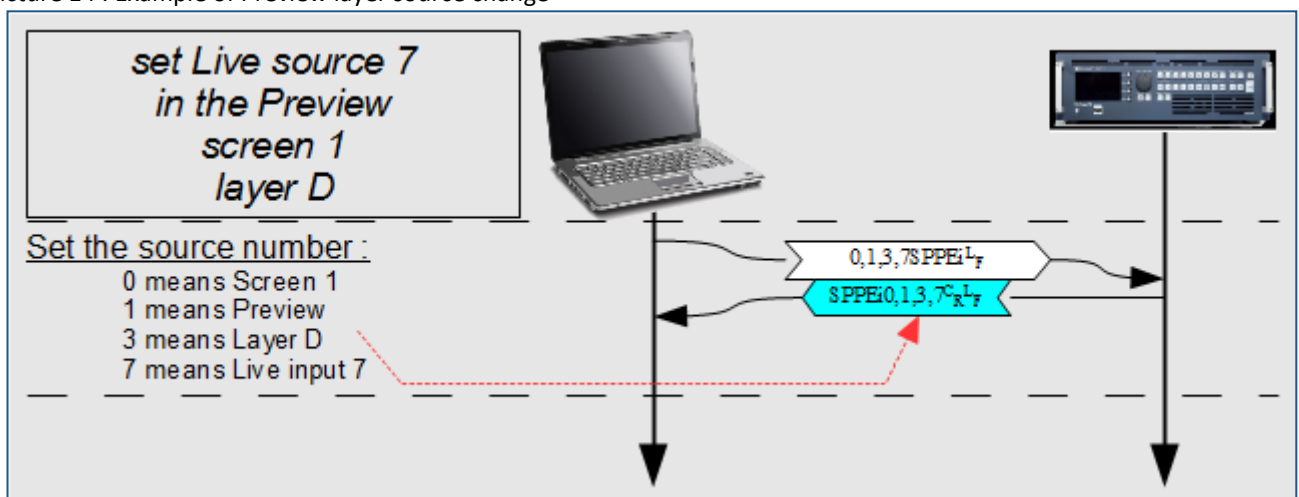 set Live source 7
in the Preview
screen 1
layer D
Set the source number :
0 means Screen 1
1 means Preview
3 means Layer D
7 means Live input 7
0,1,3,7SPPEiLF
SPPEi0,1,3,7CRLF